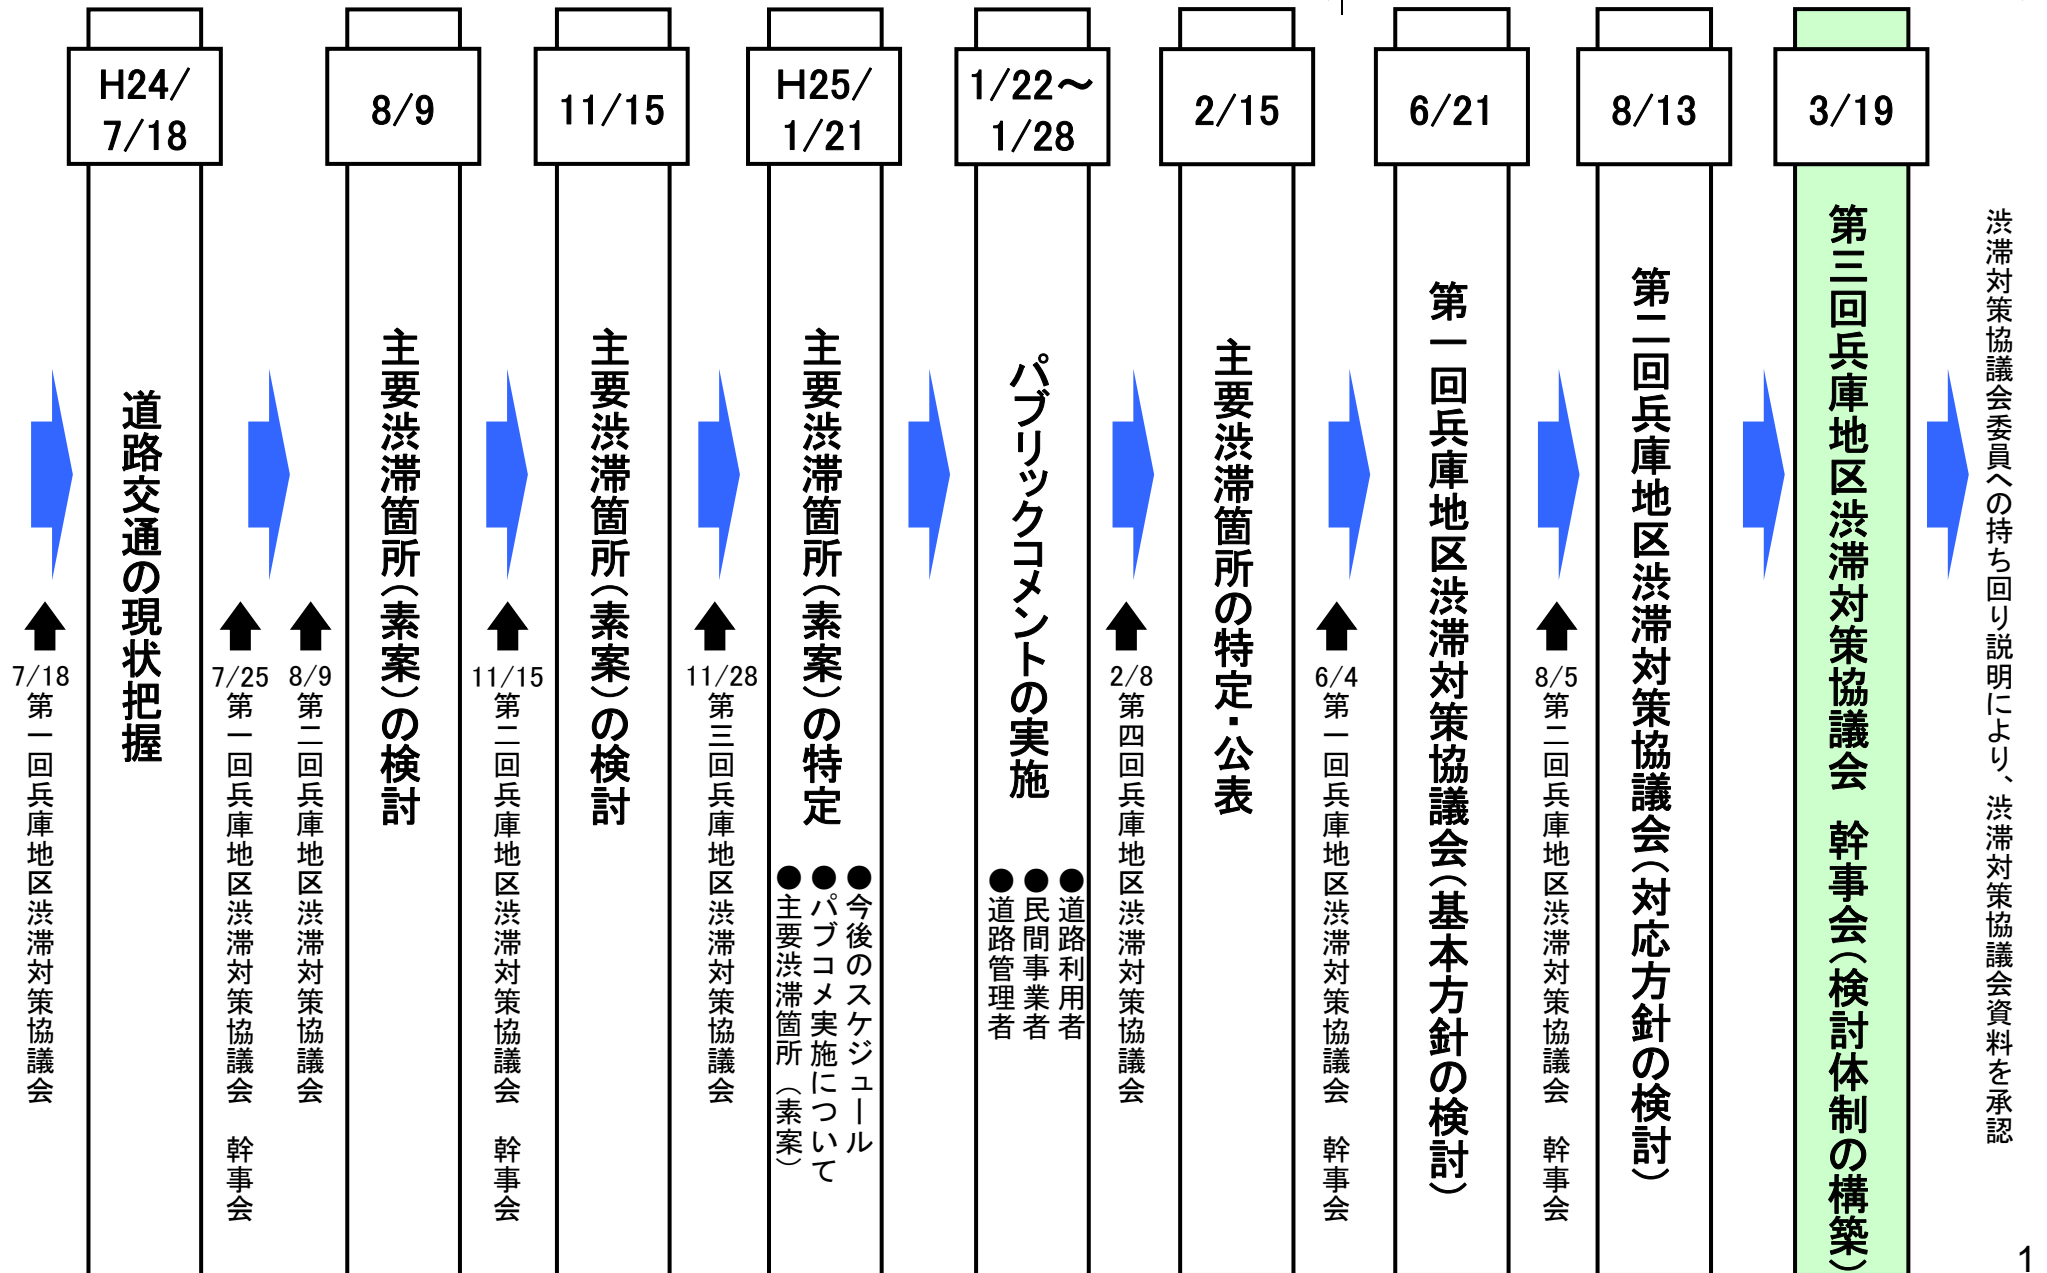 H24/
7/18
道路交通の現状把握
8/9
主要渋滞箇所(素案)の検討
11/15
主要渋滞箇所(素案)の検討
H25/
1/21
主要渋滞箇所(素案)の特定
●今後のスケジュール
●パブコメ実施について
●主要渋滞箇所(素案)
1/22～
1/28
パブリックコメントの実施
●道路利用者
●民間事業者
●道路管理者
2/15
主要渋滞箇所の特定・公表
6/21
第一回兵庫地区渋滞対策協議会(基本方針の検討)
8/13
第二回兵庫地区渋滞対策協議会(対応方針の検討)
3/19
第三回兵庫地区渋滞対策協議会 幹事会(検討体制の構築)
渋滞対策協議会委員への持ち回り説明により、渋滞対策協議会資料を承認
7/18
第一回兵庫地区渋滞対策協議会
7/25
第一回兵庫地区渋滞対策協議会 幹事会
8/9
第二回兵庫地区渋滞対策協議会
11/15
第二回兵庫地区渋滞対策協議会 幹事会
11/28
第三回兵庫地区渋滞対策協議会
2/8
第四回兵庫地区渋滞対策協議会
6/4
第一回兵庫地区渋滞対策協議会 幹事会
8/5
第二回兵庫地区渋滞対策協議会 幹事会
1